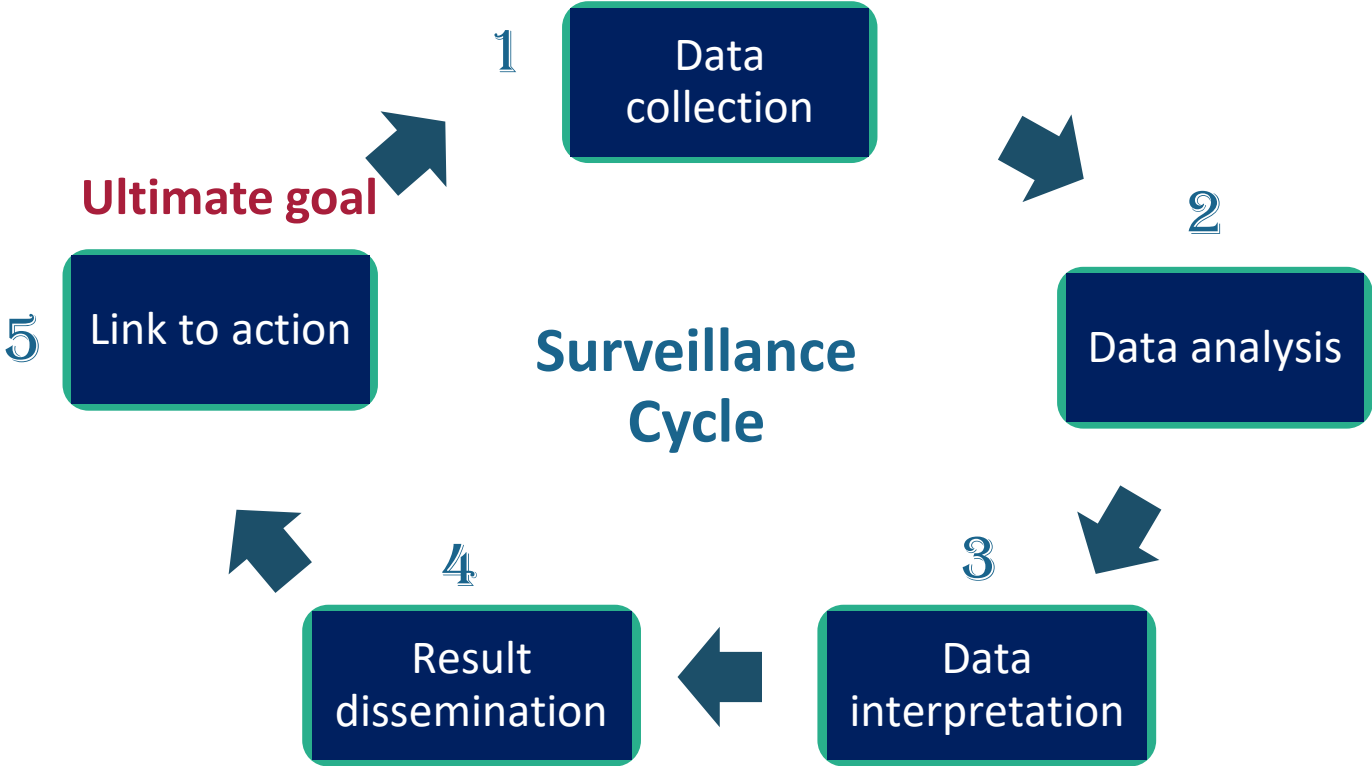 1
Data
collection
2
Data analysis
3
Data
interpretation
4
Result
dissemination
5
Ultimate goal
Link to action
Surveillance
Cycle